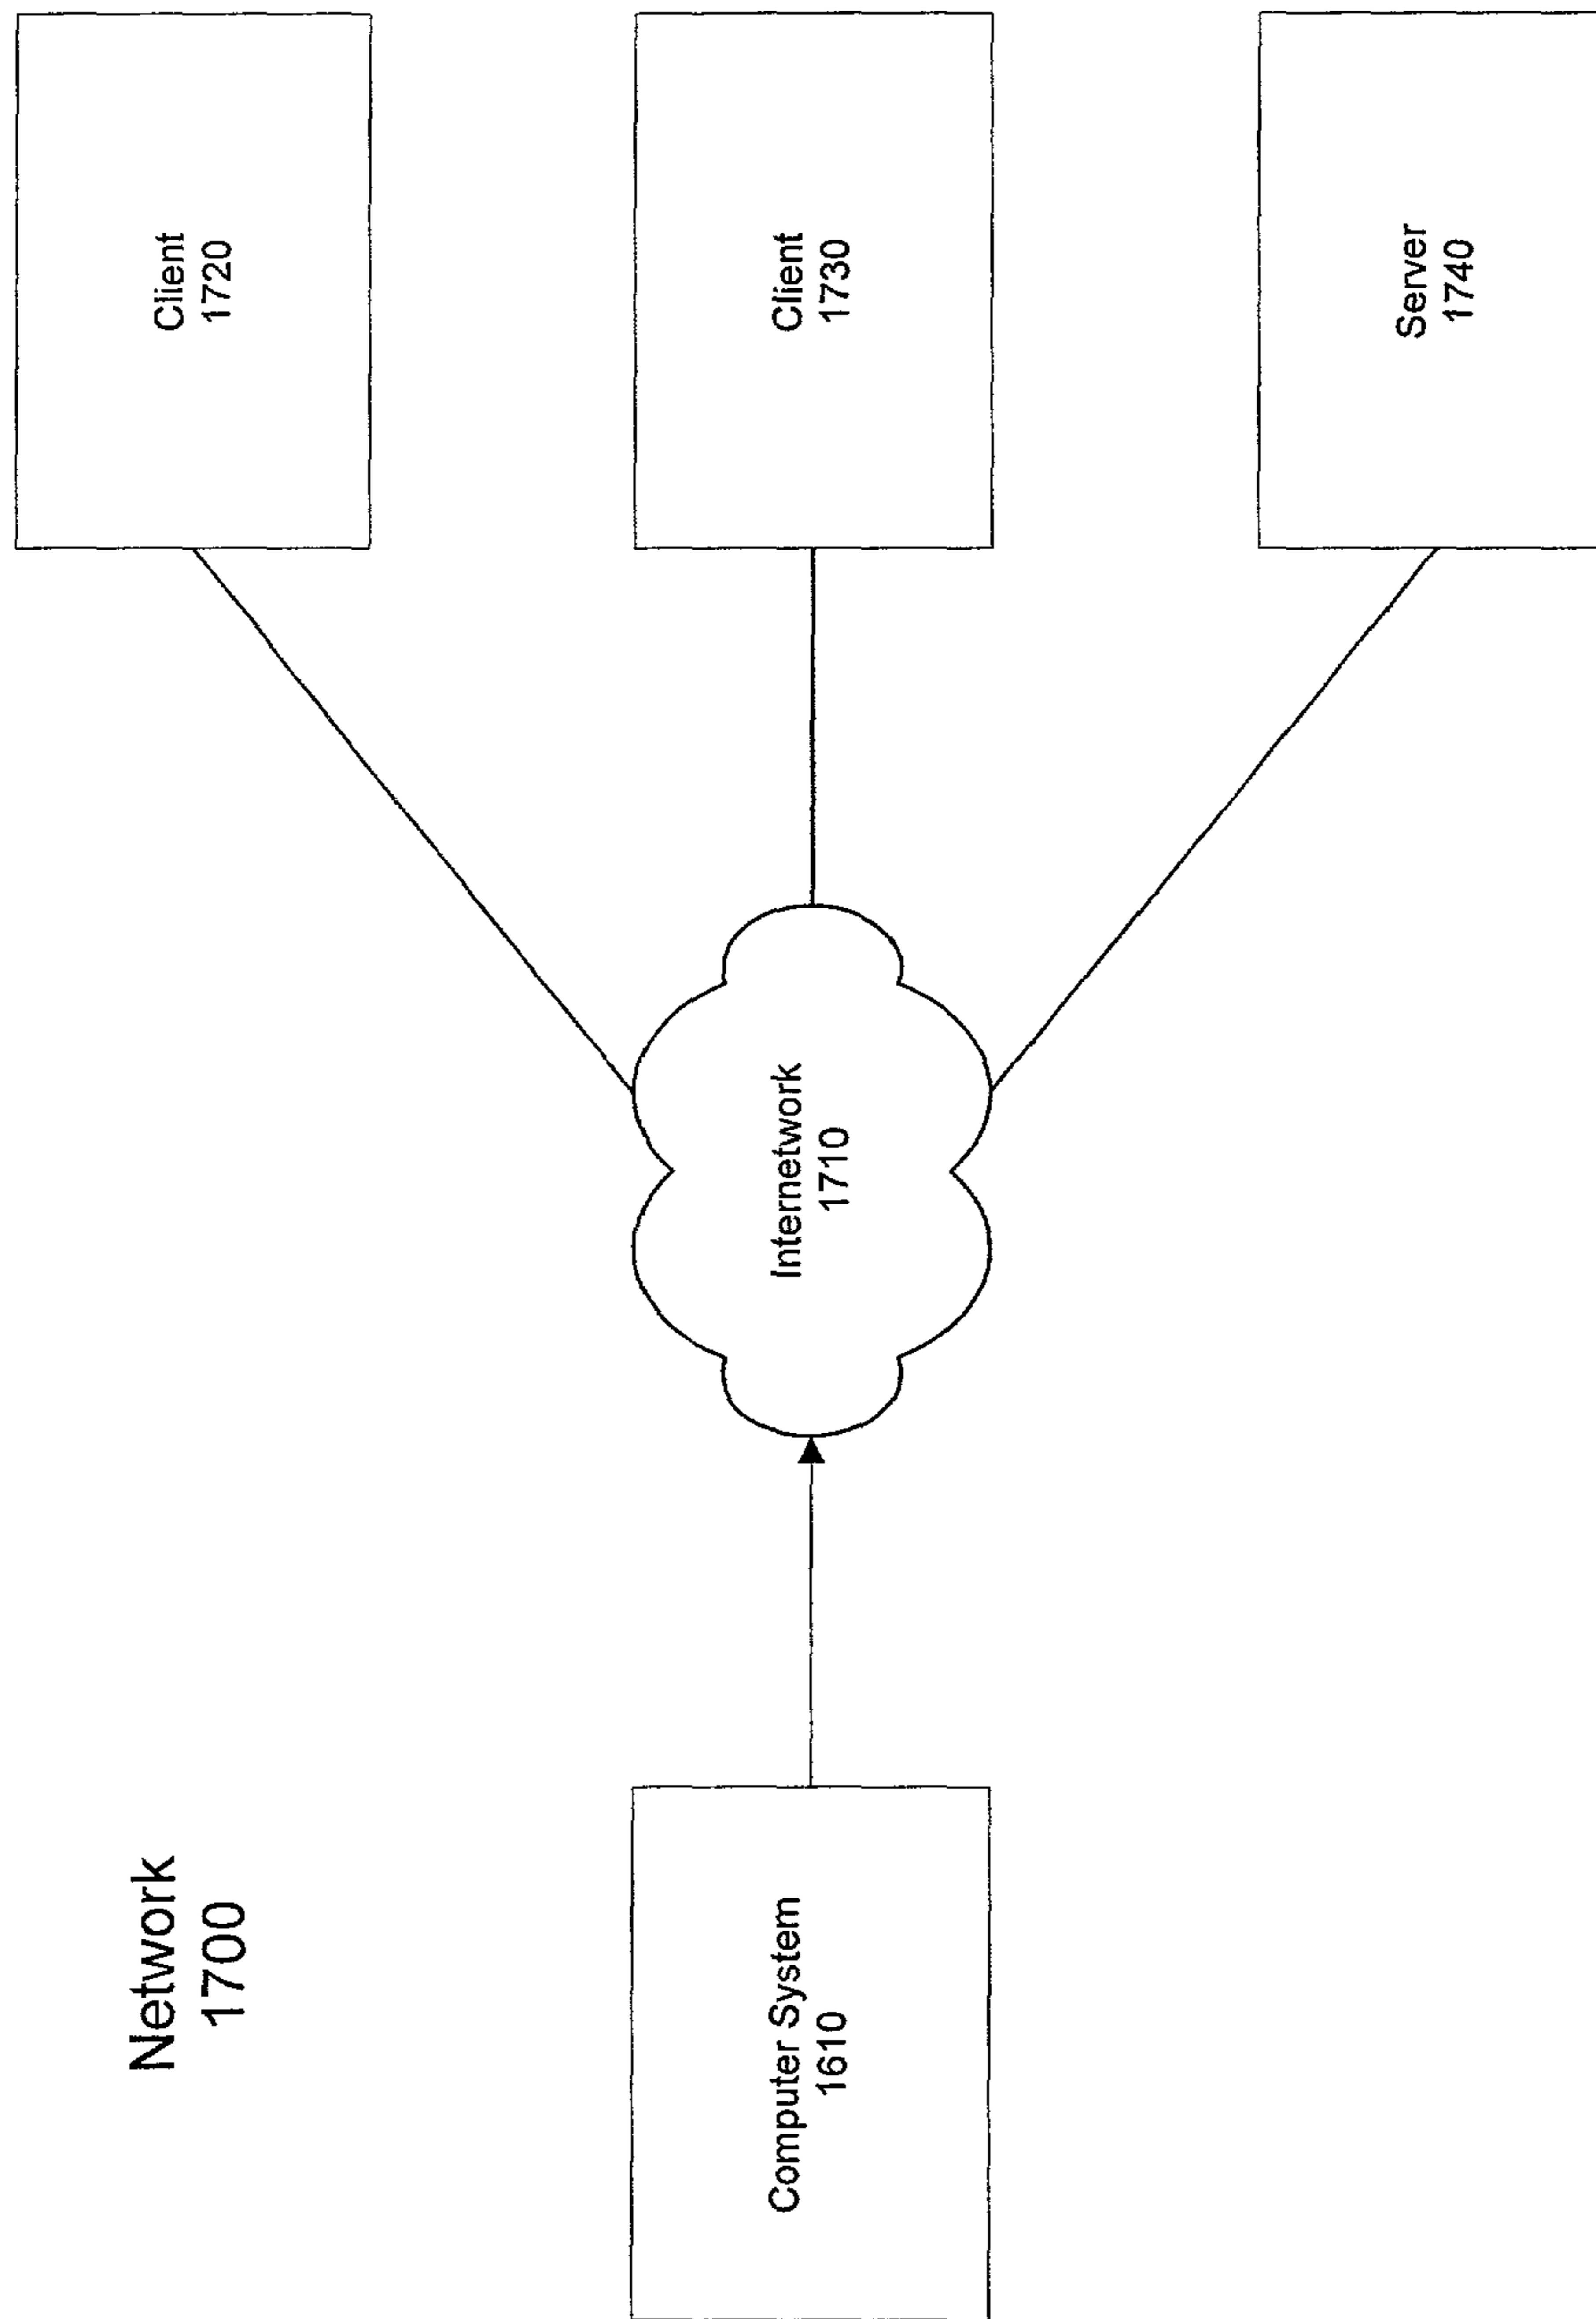 Network
1700
Computer System
1610
Internetwork
1710
Client
1720
Client
1730
Server
1740